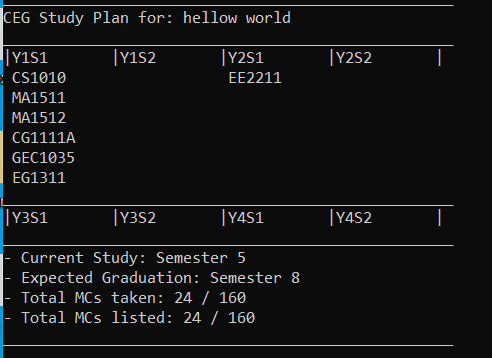 CEG Study Plan for: hellow world
|Y1S1 |Y1S2 |Y2S1 |Y2S2 |
CS1010 EE2211
MA1511
MA1512
CG1111A
GEC1035
EG1311
|Y3S1 |Y3S2 |Y4S1 |Y4S2 |
- Current Study: Semester 5
- Expected Graduation: Semester 8
- Total MCs taken: 24 / 160
- Total MCs listed: 24 / 160